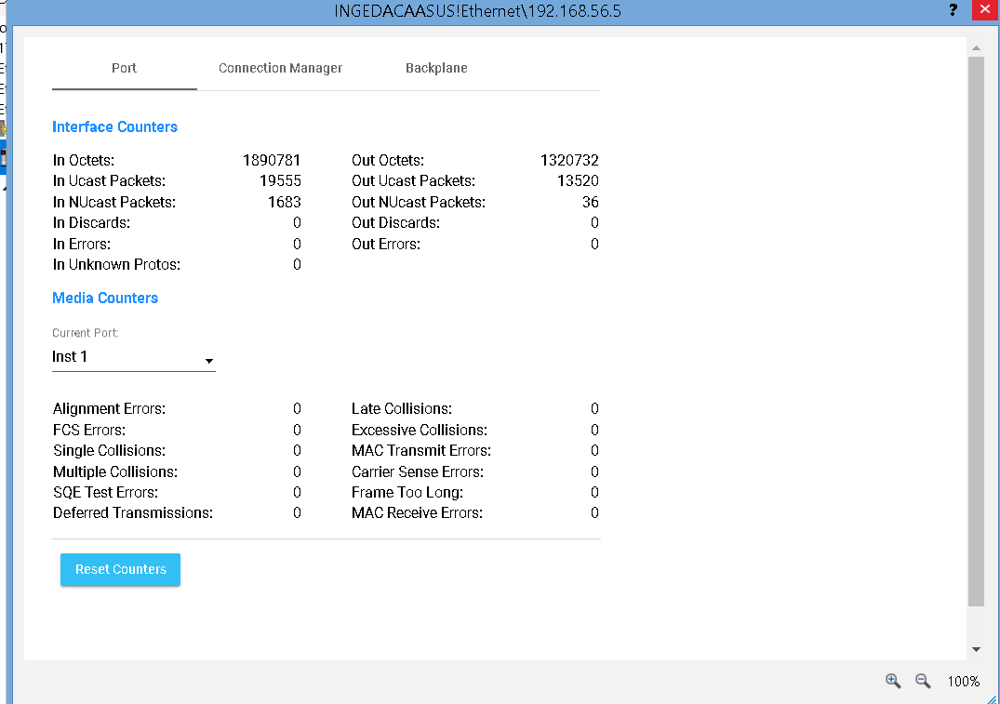 INGEDACAASUS!Ethernet\192.168.56.5
?
Port Connection Manager Backplane
Interface Counters
In Octets: 1890781 Out Octets: 1320732
In Ucast Packets: 19555 Out Ucast Packets: 13520
In NUcast Packets: 1683 Out NUcast Packets: 36
In Discards: 0 Out Discards: 0
In Errors: 0 Out Errors: 0
In Unknown Protos: 0
Media Counters
Current Port:
Inst 1
Alignment Errors: 0 Late Collisions: 0
FCS Errors: 0 Excessive Collisions: 0
Single Collisions: 0 MAC Transmit Errors: 0
Multiple Collisions: 0 Carrier Sense Errors: 0
SQE Test Errors: 0 Frame Too Long: 0
Deferred Transmissions: 0 MAC Receive Errors: 0
Reset Counters
100%